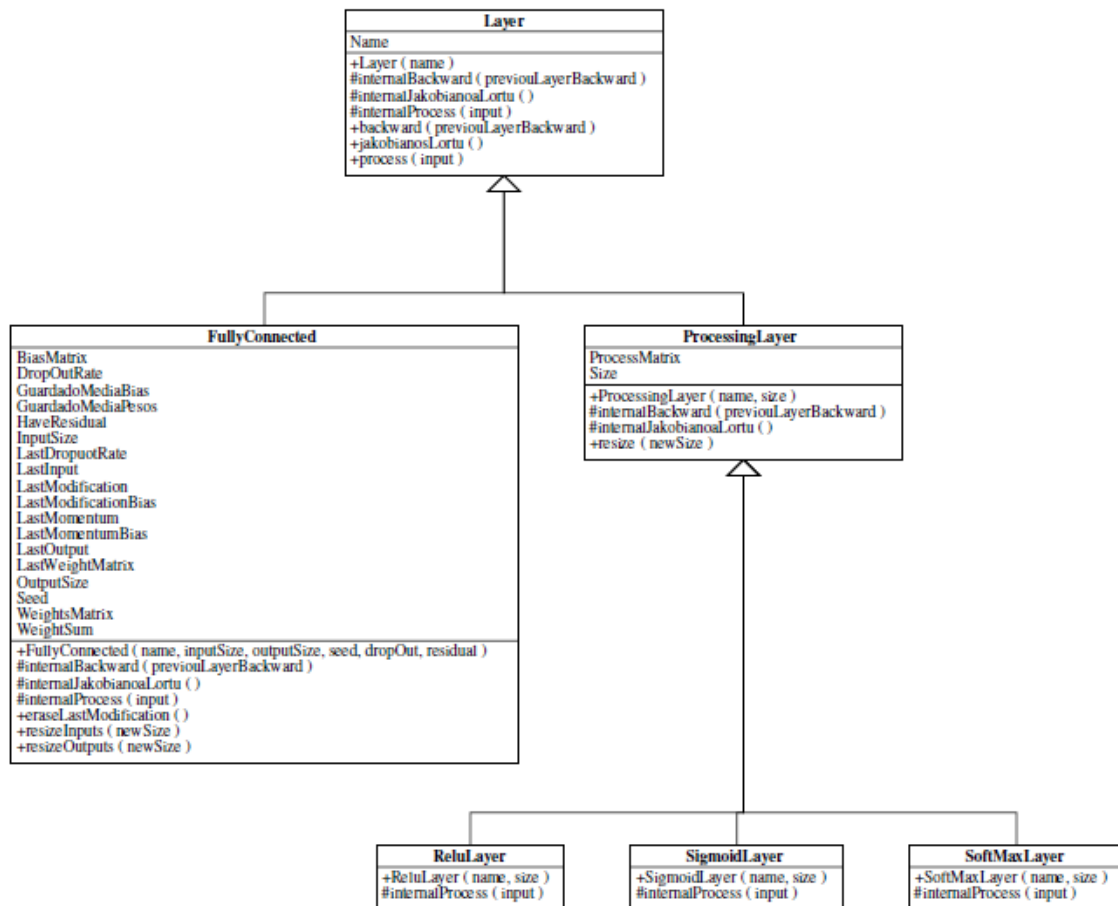 Layer
Name
+Layer ( name )
#internalBackward ( previouLayerBackward )
#internalJakobianoaLortu ( )
#internalProcess ( input )
+backward ( previouLayerBackward )
+jakobianosLortu ( )
+process ( input )
FullyConnected
BiasMatrix
DropOutRate
GuardadoMediaBias
GuardadoMediaPesos
HaveResidual
InputSize
LastDropuotRate
LastInput
LastModification
LastModificationBias
LastMomentum
LastMomentumBias
LastOutput
LastWeightMatrix
OutputSize
Seed
WeightsMatrix
WeightSum
+FullyConnected ( name, inputSize, outputSize, seed, dropOut, residual )
#internalBackward ( previouLayerBackward )
#internalJakobianoaLortu ( )
#internalProcess ( input )
+eraseLastModification ( )
+resizeInputs ( newSize )
+resizeOutputs ( newSize )
ProcessingLayer
ProcessMatrix
Size
+ProcessingLayer ( name, size )
#internalBackward ( previouLayerBackward )
#internalJakobianoaLortu ( )
+resize ( newSize )
ReluLayer
+ReluLayer ( name, size )
#internalProcess ( input )
SigmoidLayer
+SigmoidLayer ( name, size )
#internalProcess ( input )
SoftMaxLayer
+SoftMaxLayer ( name, size )
#internalProcess ( input )